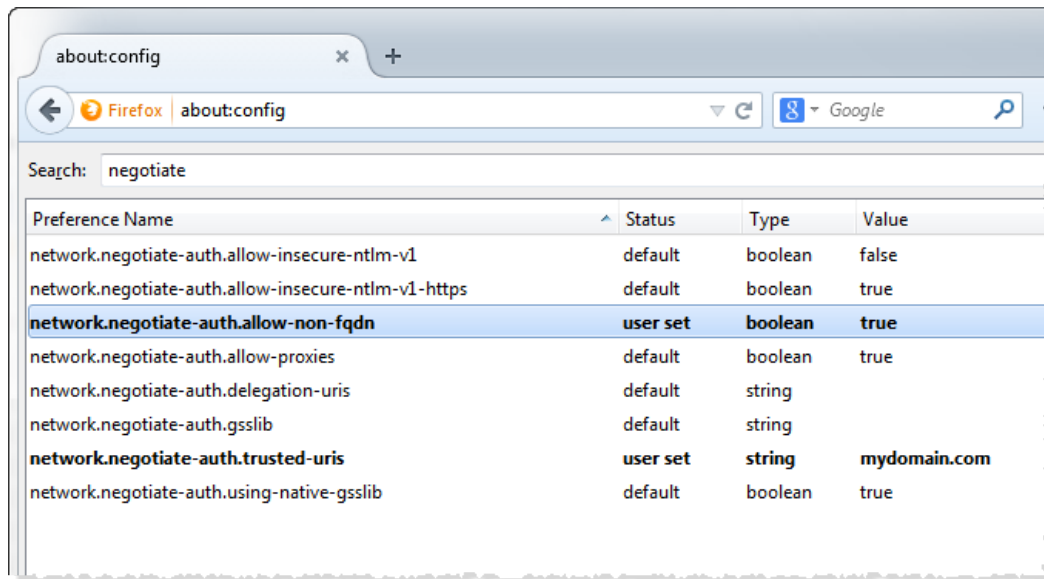 about:config
Firefox about:config Google
Search: negotiate
Preference Name Status Type Value
network.negotiate-auth.allow-insecure-ntlm-v1 default boolean false
network.negotiate-auth.allow-insecure-ntlm-v1-https default boolean true
network.negotiate-auth.allow-non-fqdn user set boolean true
network.negotiate-auth.allow-proxies default boolean true
network.negotiate-auth.delegation-uris default string
network.negotiate-auth.gsslib default string
network.negotiate-auth.trusted-uris user set string mydomain.com
network.negotiate-auth.using-native-gsslib default boolean true